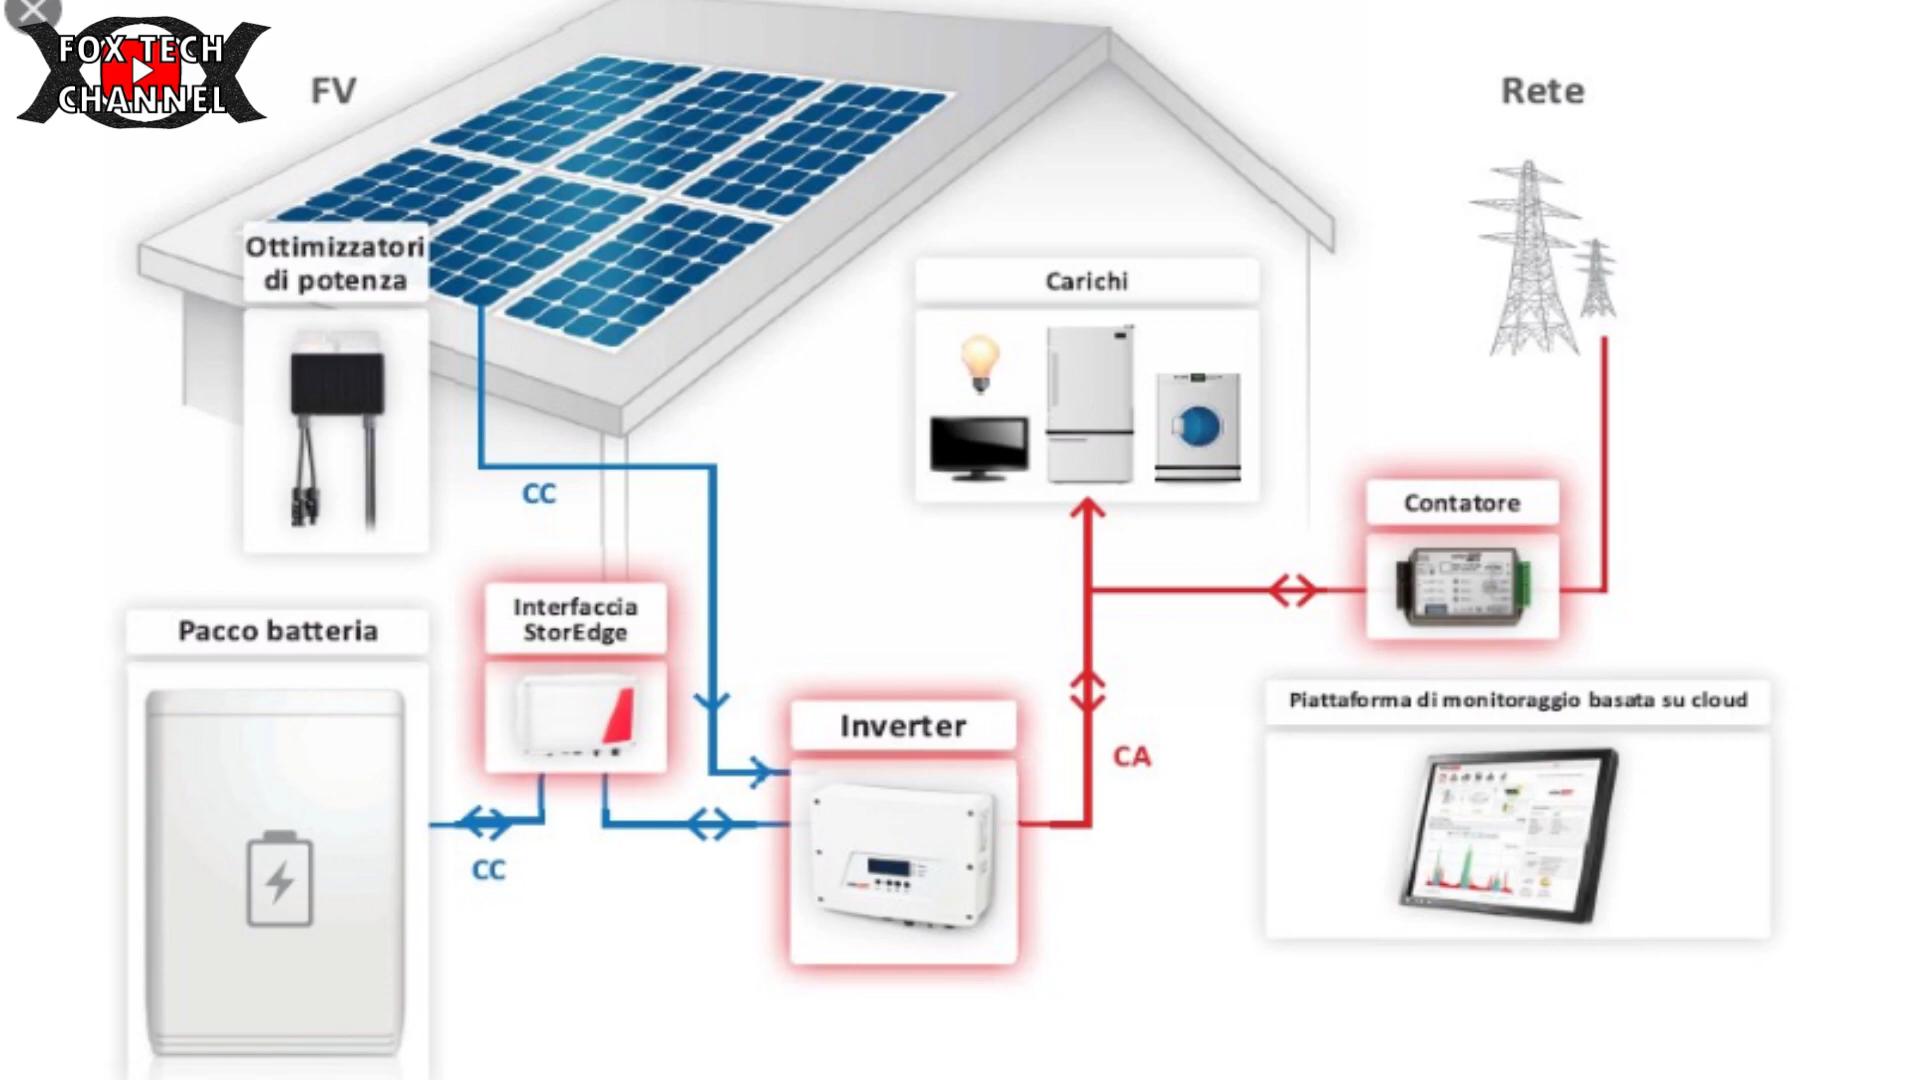 FOX TECH
CHANNEL
FV
Rete
Ottimizzatori
di potenza
Carichi
CC
Contatore
Interfaccia
StorEdge
Pacco batteria
Inverter
Piattaforma di monitoraggio basata su cloud
CA
CC